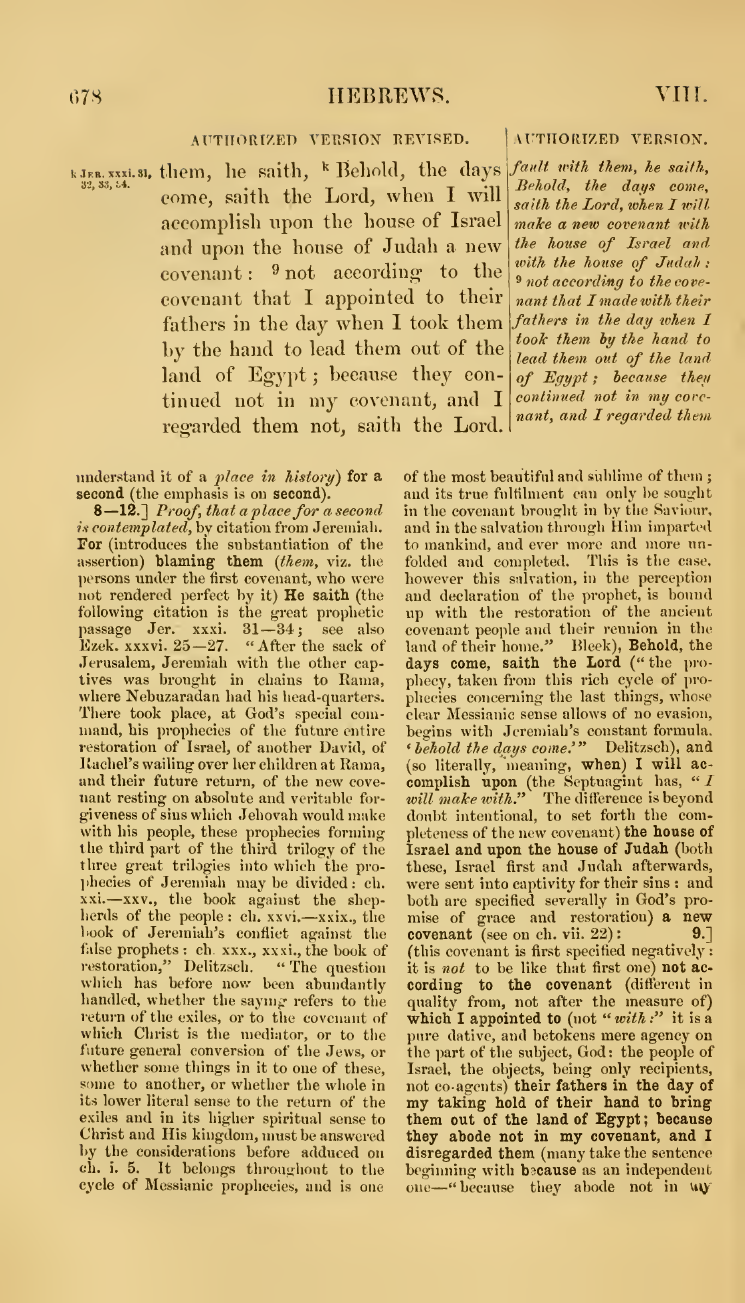 678
HEBREWS.
VIII.
AUTHORIZED VERSION REVISED.
k JER. xxxi. 31,
32, 33, 34.
them, he saith, k Behold, the days
come, saith the Lord, when I will
accomplish upon the house of Israel
and upon the house of Judah a new
covenant: 9 not according to the
covenant that I appointed to their
fathers in the day when I took them
by the hand to lead them out of the
land of Egypt; because they con-
tinued not in my covenant, and I
regarded them not, saith the Lord.
AUTHORIZED VERSION.
fault with them, he saith,
Behold, the days come,
saith the Lord, when I will
make a new covenant with
the house of Israel and
with the house of Judah:
9 not according to the cove-
nant that I made with their
fathers in the day when I
took them by the hand to
lead them out of the land
of Egypt; because they
continued not in my cove-
nant, and I regarded them
understand it of a place in history) for a
second (the emphasis is on second).
8—12.] Proof, that a place for a second
is contemplated, by citation from Jeremiah.
For (introduces the substantiation of the
assertion) blaming them (them, viz. the
persons under the first covenant, who were
not rendered perfect by it) He saith (the
following citation is the great prophetic
passage Jer. xxxi. 31—34; see also
Ezek. xxxvi. 25—27. "After the sack of
Jerusalem, Jeremiah with the other cap-
tives was brought in chains to Rama,
where Nebuzaradan had his head-quarters.
There took place, at God's special com-
mand, his prophecies of the future entire
restoration of Israel, of another David, of
Rachel's wailing over her children at Rama,
and their future return, of the new cove-
nant resting on absolute and veritable for-
giveness of sins which Jehovah would make
with his people, these prophecies forming
the third part of the third trilogy of the
three great trilogies into which the pro-
phecies of Jeremiah may be divided: ch.
xxi.—xxv., the book against the shep-
herds of the people: ch. xxvi.—xxix., the
book of Jeremiah's conflict against the
false prophets: ch. xxx., xxxi., the book of
restoration," Delitzsch. "The question
which has before now been abundantly
handled, whether the saying refers to the
return of the exiles, or to the covenant of
which Christ is the mediator, or to the
future general conversion of the Jews, or
whether some things in it to one of these,
some to another, or whether the whole in
its lower literal sense to the return of the
exiles and in its higher spiritual sense to
Christ and His kingdom, must be answered
by the considerations before adduced on
ch. i. 5. It belongs throughout to the
cycle of Messianic prophecies, and is one
of the most beautiful and sublime of them;
and its true fulfilment can only be sought
in the covenant brought in by the Saviour,
and in the salvation through Him imparted
to mankind, and ever more and more un-
folded and completed. This is the case,
however this salvation, in the perception
and declaration of the prophet, is bound
up with the restoration of the ancient
covenant people and their reunion in the
land of their home." Bleek), Behold, the
days come, saith the Lord ("the pro-
phecy, taken from this rich cycle of pro-
phecies concerning the last things, whose
clear Messianic sense allows of no evasion,
begins with Jeremiah's constant formula,
'behold the days come.'" Delitzsch), and
(so literally, meaning, when) I will ac-
complish upon (the Septuagint has, "I
will make with." The difference is beyond
doubt intentional, to set forth the com-
pleteness of the new covenant) the house of
Israel and upon the house of Judah (both
these, Israel first and Judah afterwards,
were sent into captivity for their sins: and
both are specified severally in God's pro-
mise of grace and restoration) a new
covenant (see on ch. vii. 22): 9.]
(this covenant is first specified negatively:
it is not to be like that first one) not ac-
cording to the covenant (different in
quality from, not after the measure of)
which I appointed to (not "with:" it is a
pure dative, and betokens mere agency on
the part of the subject, God: the people of
Israel, the objects, being only recipients,
not co-agents) their fathers in the day of
my taking hold of their hand to bring
them out of the land of Egypt; because
they abode not in my covenant, and I
disregarded them (many take the sentence
beginning with because as an independent
one—"because they abode not in my